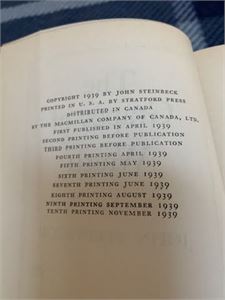 COPYRIGHT 1939 BY JOHN STEINBECK
PRINTED IN U. S. A. BY STRATFORD PRESS
DISTRIBUTED IN CANADA
BY THE MACMILLAN COMPANY OF CANADA, LTD.
FIRST PUBLISHED IN APRIL 1939
SECOND PRINTING BEFORE PUBLICATION
THIRD PRINTING BEFORE PUBLICATION
FOURTH PRINTING APRIL 1939
FIFTH PRINTING MAY 1939
SIXTH PRINTING JUNE 1939
SEVENTH PRINTING JUNE 1939
EIGHTH PRINTING AUGUST 1939
NINTH PRINTING SEPTEMBER 1939
TENTH PRINTING NOVEMBER 1939